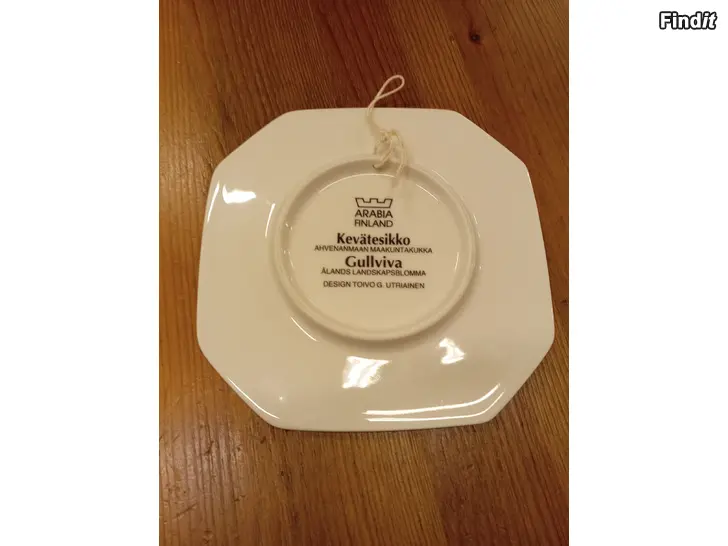 Findit
ARABIA
FINLAND
Kevätesikko
AHVENANMAAN MAAKUNTAKUKKA
Gullviva
ÅLANDS LANDSKAPSBLOMMA
DESIGN TOIVO G. UTRIAINEN